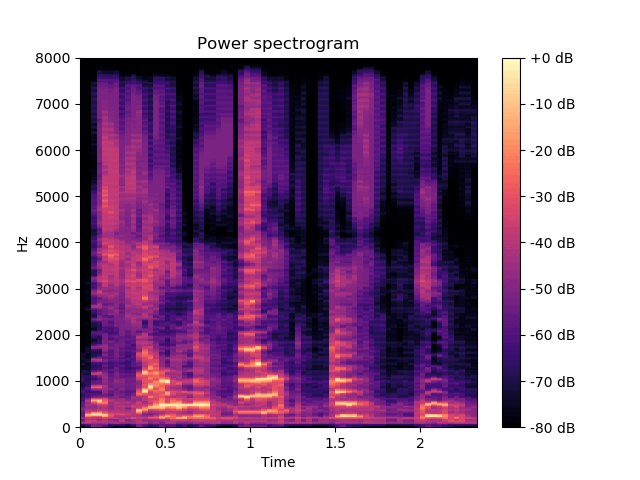 Power spectrogram
8000
7000
6000
5000
4000
3000
2000
1000
0
Hz
0
0.5
1
1.5
2
Time
+0 dB
-10 dB
-20 dB
-30 dB
-40 dB
-50 dB
-60 dB
-70 dB
-80 dB